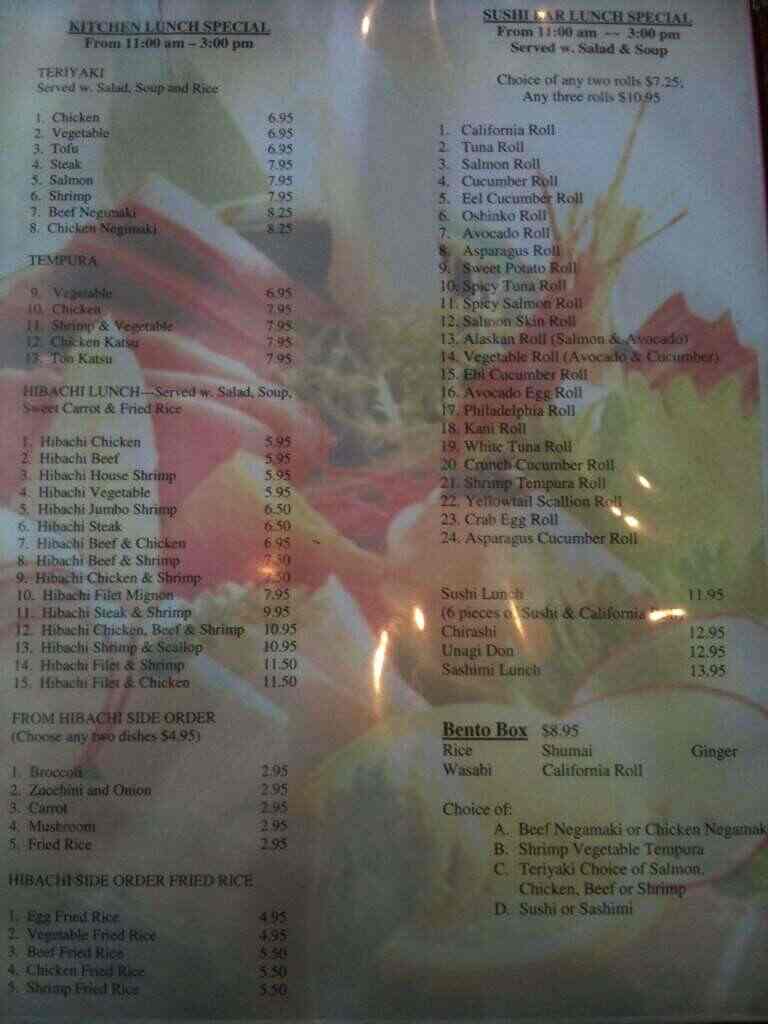 KITCHEN LUNCH SPECIAL
From 11:00 am – 3:00 pm
TERIYAKI
Served w. Salad, Soup and Rice
1. Chicken 6.95
2. Vegetable 6.95
3. Tofu 6.95
4. Steak 7.95
5. Salmon 7.95
6. Shrimp 7.95
7. Beef Negimaki 8.25
8. Chicken Negimaki 8.25
TEMPURA
9. Vegetable 6.95
10. Chicken 7.95
11. Shrimp & Vegetable 7.95
12. Chicken Katsu 7.95
13. Ton Katsu 7.95
HIBACHI LUNCH—Served w. Salad, Soup,
Sweet Carrot & Fried Rice
1. Hibachi Chicken 5.95
2. Hibachi Beef 5.95
3. Hibachi House Shrimp 5.95
4. Hibachi Vegetable 5.95
5. Hibachi Jumbo Shrimp 6.50
6. Hibachi Steak 6.50
7. Hibachi Beef & Chicken 6.95
8. Hibachi Beef & Shrimp 7.50
9. Hibachi Chicken & Shrimp 7.50
10. Hibachi Filet Mignon 7.95
11. Hibachi Steak & Shrimp 9.95
12. Hibachi Chicken, Beef & Shrimp 10.95
13. Hibachi Shrimp & Scallop 10.95
14. Hibachi Filet & Shrimp 11.50
15. Hibachi Filet & Chicken 11.50
FROM HIBACHI SIDE ORDER
(Choose any two dishes $4.95)
1. Broccoli 2.95
2. Zucchini and Onion 2.95
3. Carrot 2.95
4. Mushroom 2.95
5. Fried Rice 2.95
HIBACHI SIDE ORDER FRIED RICE
1. Egg Fried Rice 4.95
2. Vegetable Fried Rice 4.95
3. Beef Fried Rice 5.50
4. Chicken Fried Rice 5.50
5. Shrimp Fried Rice 5.50
SUSHI BAR LUNCH SPECIAL
From 11:00 am –– 3:00 pm
Served w. Salad & Soup
Choice of any two rolls $7.25;
Any three rolls $10.95
1. California Roll
2. Tuna Roll
3. Salmon Roll
4. Cucumber Roll
5. Eel Cucumber Roll
6. Oshinko Roll
7. Avocado Roll
8. Asparagus Roll
9. Sweet Potato Roll
10. Spicy Tuna Roll
11. Spicy Salmon Roll
12. Salmon Skin Roll
13. Alaskan Roll (Salmon & Avocado)
14. Vegetable Roll (Avocado & Cucumber)
15. Ebi Cucumber Roll
16. Avocado Egg Roll
17. Philadelphia Roll
18. Kani Roll
19. White Tuna Roll
20. Crunch Cucumber Roll
21. Shrimp Tempura Roll
22. Yellowtail Scallion Roll
23. Crab Egg Roll
24. Asparagus Cucumber Roll
Sushi Lunch 11.95
(6 pieces of Sushi & California Roll)
Chirashi 12.95
Unagi Don 12.95
Sashimi Lunch 13.95
Bento Box $8.95
Rice Shumai Ginger
Wasabi California Roll
Choice of:
A. Beef Negamaki or Chicken Negamak
B. Shrimp Vegetable Tempura
C. Teriyaki Choice of Salmon,
Chicken, Beef or Shrimp
D. Sushi or Sashimi